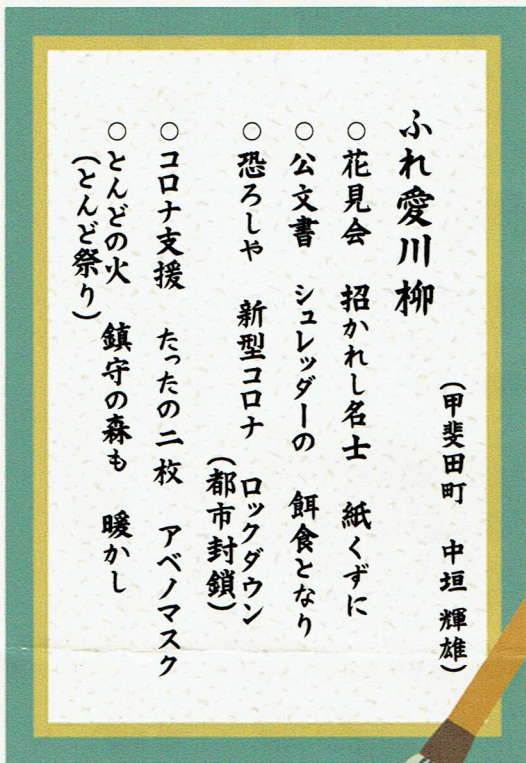 ふれ愛川柳
(甲斐田町 中垣 輝雄)
○ 花見会 招かれし名士 紙くずに
○ 公文書 シュレッダーの 餌食となり
○ 恐ろしや 新型コロナ ロックダウン
(都市封鎖)
○ コロナ支援 たったの二枚 アベノマスク
○ とんどの火 鎮守の森も 暖かし
(とんど祭り)